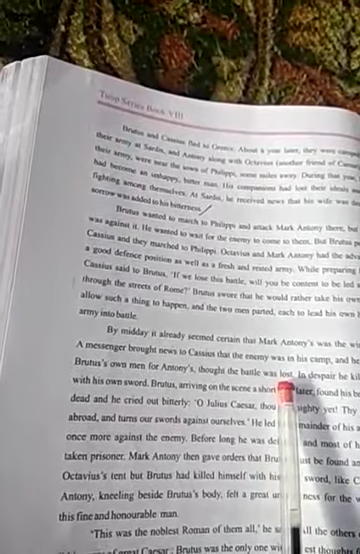 Tulip Series Book VIII
Brutus and Cassius fled to Greece. About a year later, they were
their army at Sardis, and Antony along with Octavius (another friend of
their army, were near the town of Philippi, some miles away. During that year,
had become an unhappy, bitter man. His companions had lost their ideals
fighting among themselves. At Sardis, he received news that his wife was
sorrow was added to his bitterness.
Brutus wanted to march to Philippi and attack Mark Antony there, but
was against it. He wanted to wait for the enemy to come to them. But Brutus
Cassius and they marched to Philippi. Octavius and Mark Antony had the
a good defence position as well as a fresh and rested army. While preparing
Cassius said to Brutus, 'If we lose this battle, will you be content to be led
through the streets of Rome?' Brutus swore that he would rather take his own
allow such a thing to happen, and the two men parted, each to lead his own
army into battle.
By midday it already seemed certain that Mark Antony's was the
A messenger brought news to Cassius that the enemy was in his camp, and he
Brutus's own men for Antony's, thought the battle was lost. In despair he
with his own sword. Brutus, arriving on the scene a short later, found his
dead and he cried out bitterly: 'O Julius Caesar, thou ughty yet! Thy
abroad, and turns our swords against ourselves.' He led mainder of his
once more against the enemy. Before long he was and most of
taken prisoner. Mark Antony then gave orders that ust be found
Octavius's tent but Brutus had killed himself with his sword, like
Antony, kneeling beside Brutus's body, felt a great ness for the
this fine and honourable man.
'This was the noblest Roman of them all,' he all the others
Caesar; Brutus was the only one est